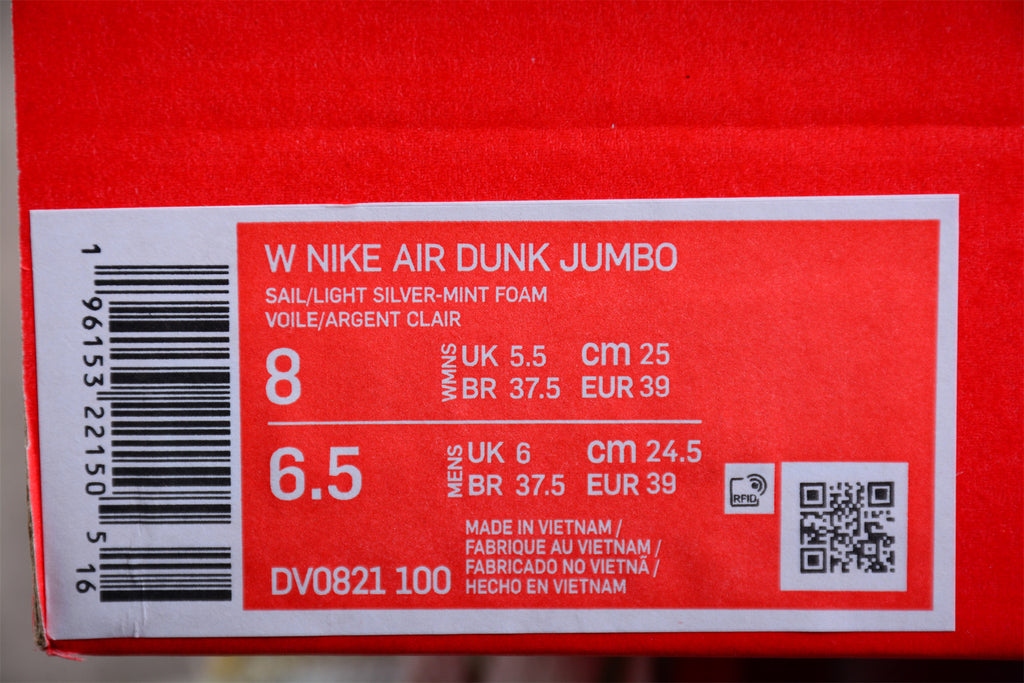 W NIKE AIR DUNK JUMBO
SAIL/LIGHT SILVER-MINT FOAM
VOILE/ARGENT CLAIR
8 WMNS UK 5.5 cm 25
BR 37.5 EUR 39
6.5 MENS UK 6 cm 24.5
BR 37.5 EUR 39
RFID
MADE IN VIETNAM /
FABRIQUE AU VIETNAM /
FABRICADO NO VIETNÃ /
HECHO EN VIETNAM
DV0821 100
1 96153 22150 5 16